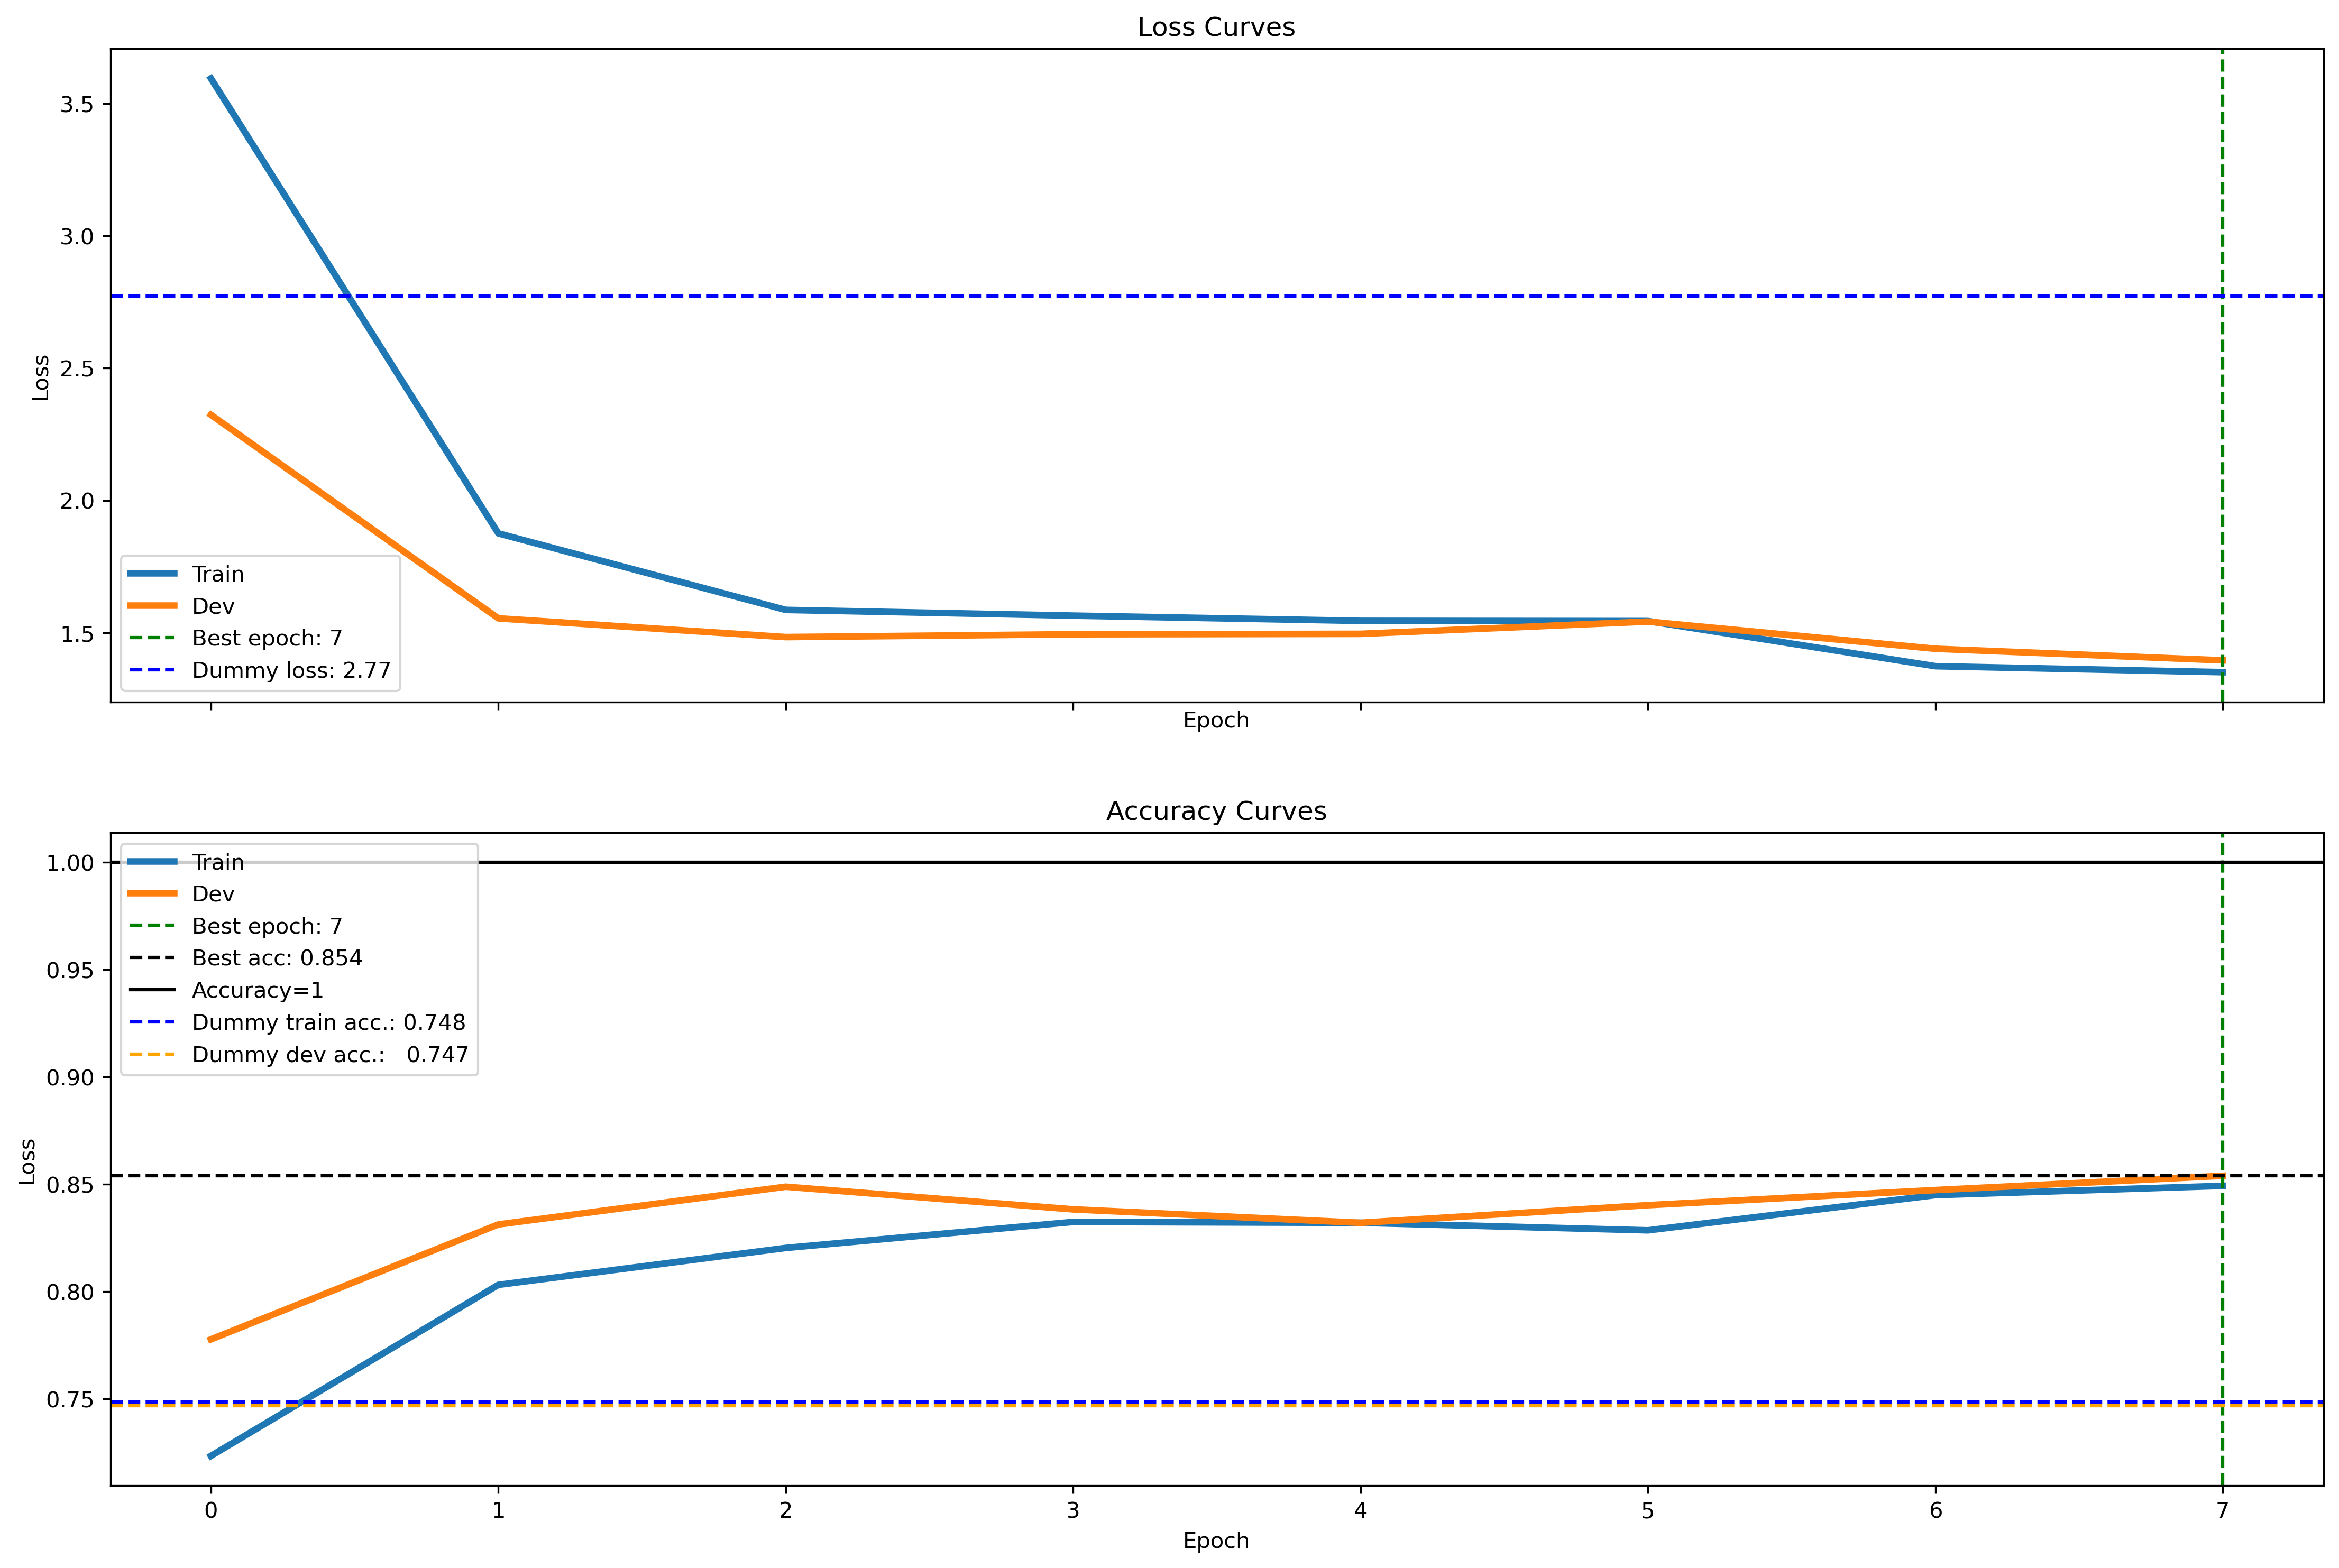 Loss Curves
3.5
3.0
2.5
2.0
1.5
Loss
Train
Dev
Best epoch: 7
Dummy loss: 2.77
Epoch
Accuracy Curves
1.00
0.95
0.90
0.85
0.80
0.75
Loss
Train
Dev
Best epoch: 7
Best acc: 0.854
Accuracy=1
Dummy train acc.: 0.748
Dummy dev acc.: 0.747
0 1 2 3 4 5 6 7
Epoch